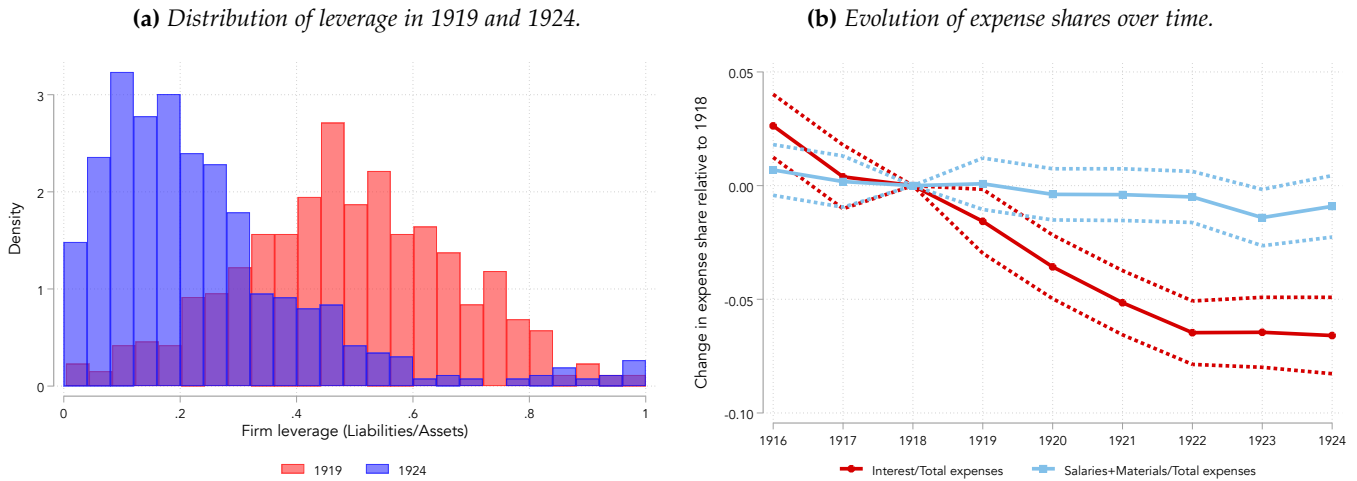 (a) Distribution of leverage in 1919 and 1924.
Density
3
2
1
0
0 .2 .4 .6 .8 1
Firm leverage (Liabilities/Assets)
1919 1924
(b) Evolution of expense shares over time.
Change in expense share relative to 1918
0.05
0.00
-0.05
-0.10
1916 1917 1918 1919 1920 1921 1922 1923 1924
Interest/Total expenses Salaries+Materials/Total expenses